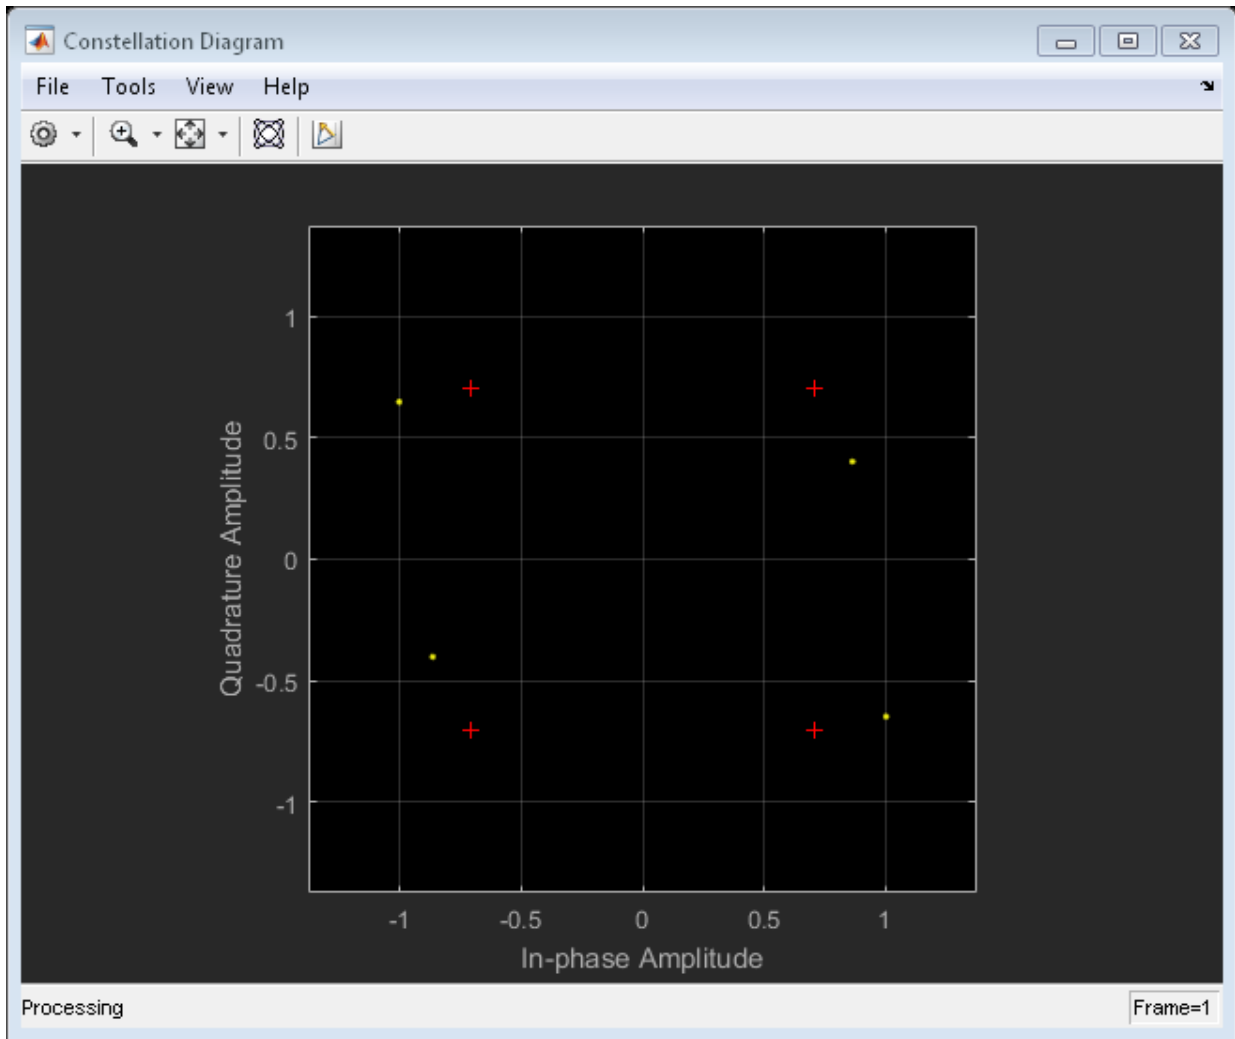 Constellation Diagram
File Tools View Help
1
0.5
0
-0.5
-1
Quadrature Amplitude
-1 -0.5 0 0.5 1
In-phase Amplitude
Processing Frame=1